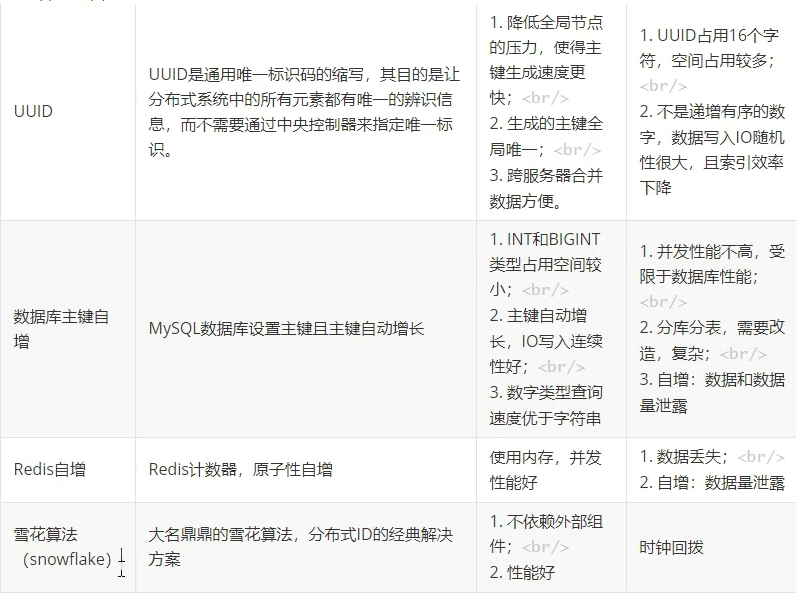 UUID
UUID是通用唯一标识码的缩写，其目的是让
分布式系统中的所有元素都有唯一的辨识信
息，而不需要通过中央控制器来指定唯一标
识。
1. 降低全局节点
的压力，使得主
键生成速度更
快；<br/>
2. 生成的主键全
局唯一；<br/>
3. 跨服务器合并
数据方便。
1. UUID占用16个字
符，空间占用较多；
<br/>
2. 不是递增有序的数
字，数据写入IO随机
性很大，且索引效率
下降
数据库主键自
增
MySQL数据库设置主键且主键自动增长
1. INT和BIGINT
类型占用空间较
小；<br/>
2. 主键自动增
长，IO写入连续
性好；<br/>
3. 数字类型查询
速度优于字符串
1. 并发性能不高，受
限于数据库性能；
<br/>
2. 分库分表，需要改
造，复杂；<br/>
3. 自增：数据和数据
量泄露
Redis自增
Redis计数器，原子性自增
使用内存，并发
性能好
1. 数据丢失；<br/>
2. 自增：数据量泄露
雪花算法
（snowflake）
大名鼎鼎的雪花算法，分布式ID的经典解决
方案
1. 不依赖外部组
件；<br/>
2. 性能好
时钟回拨